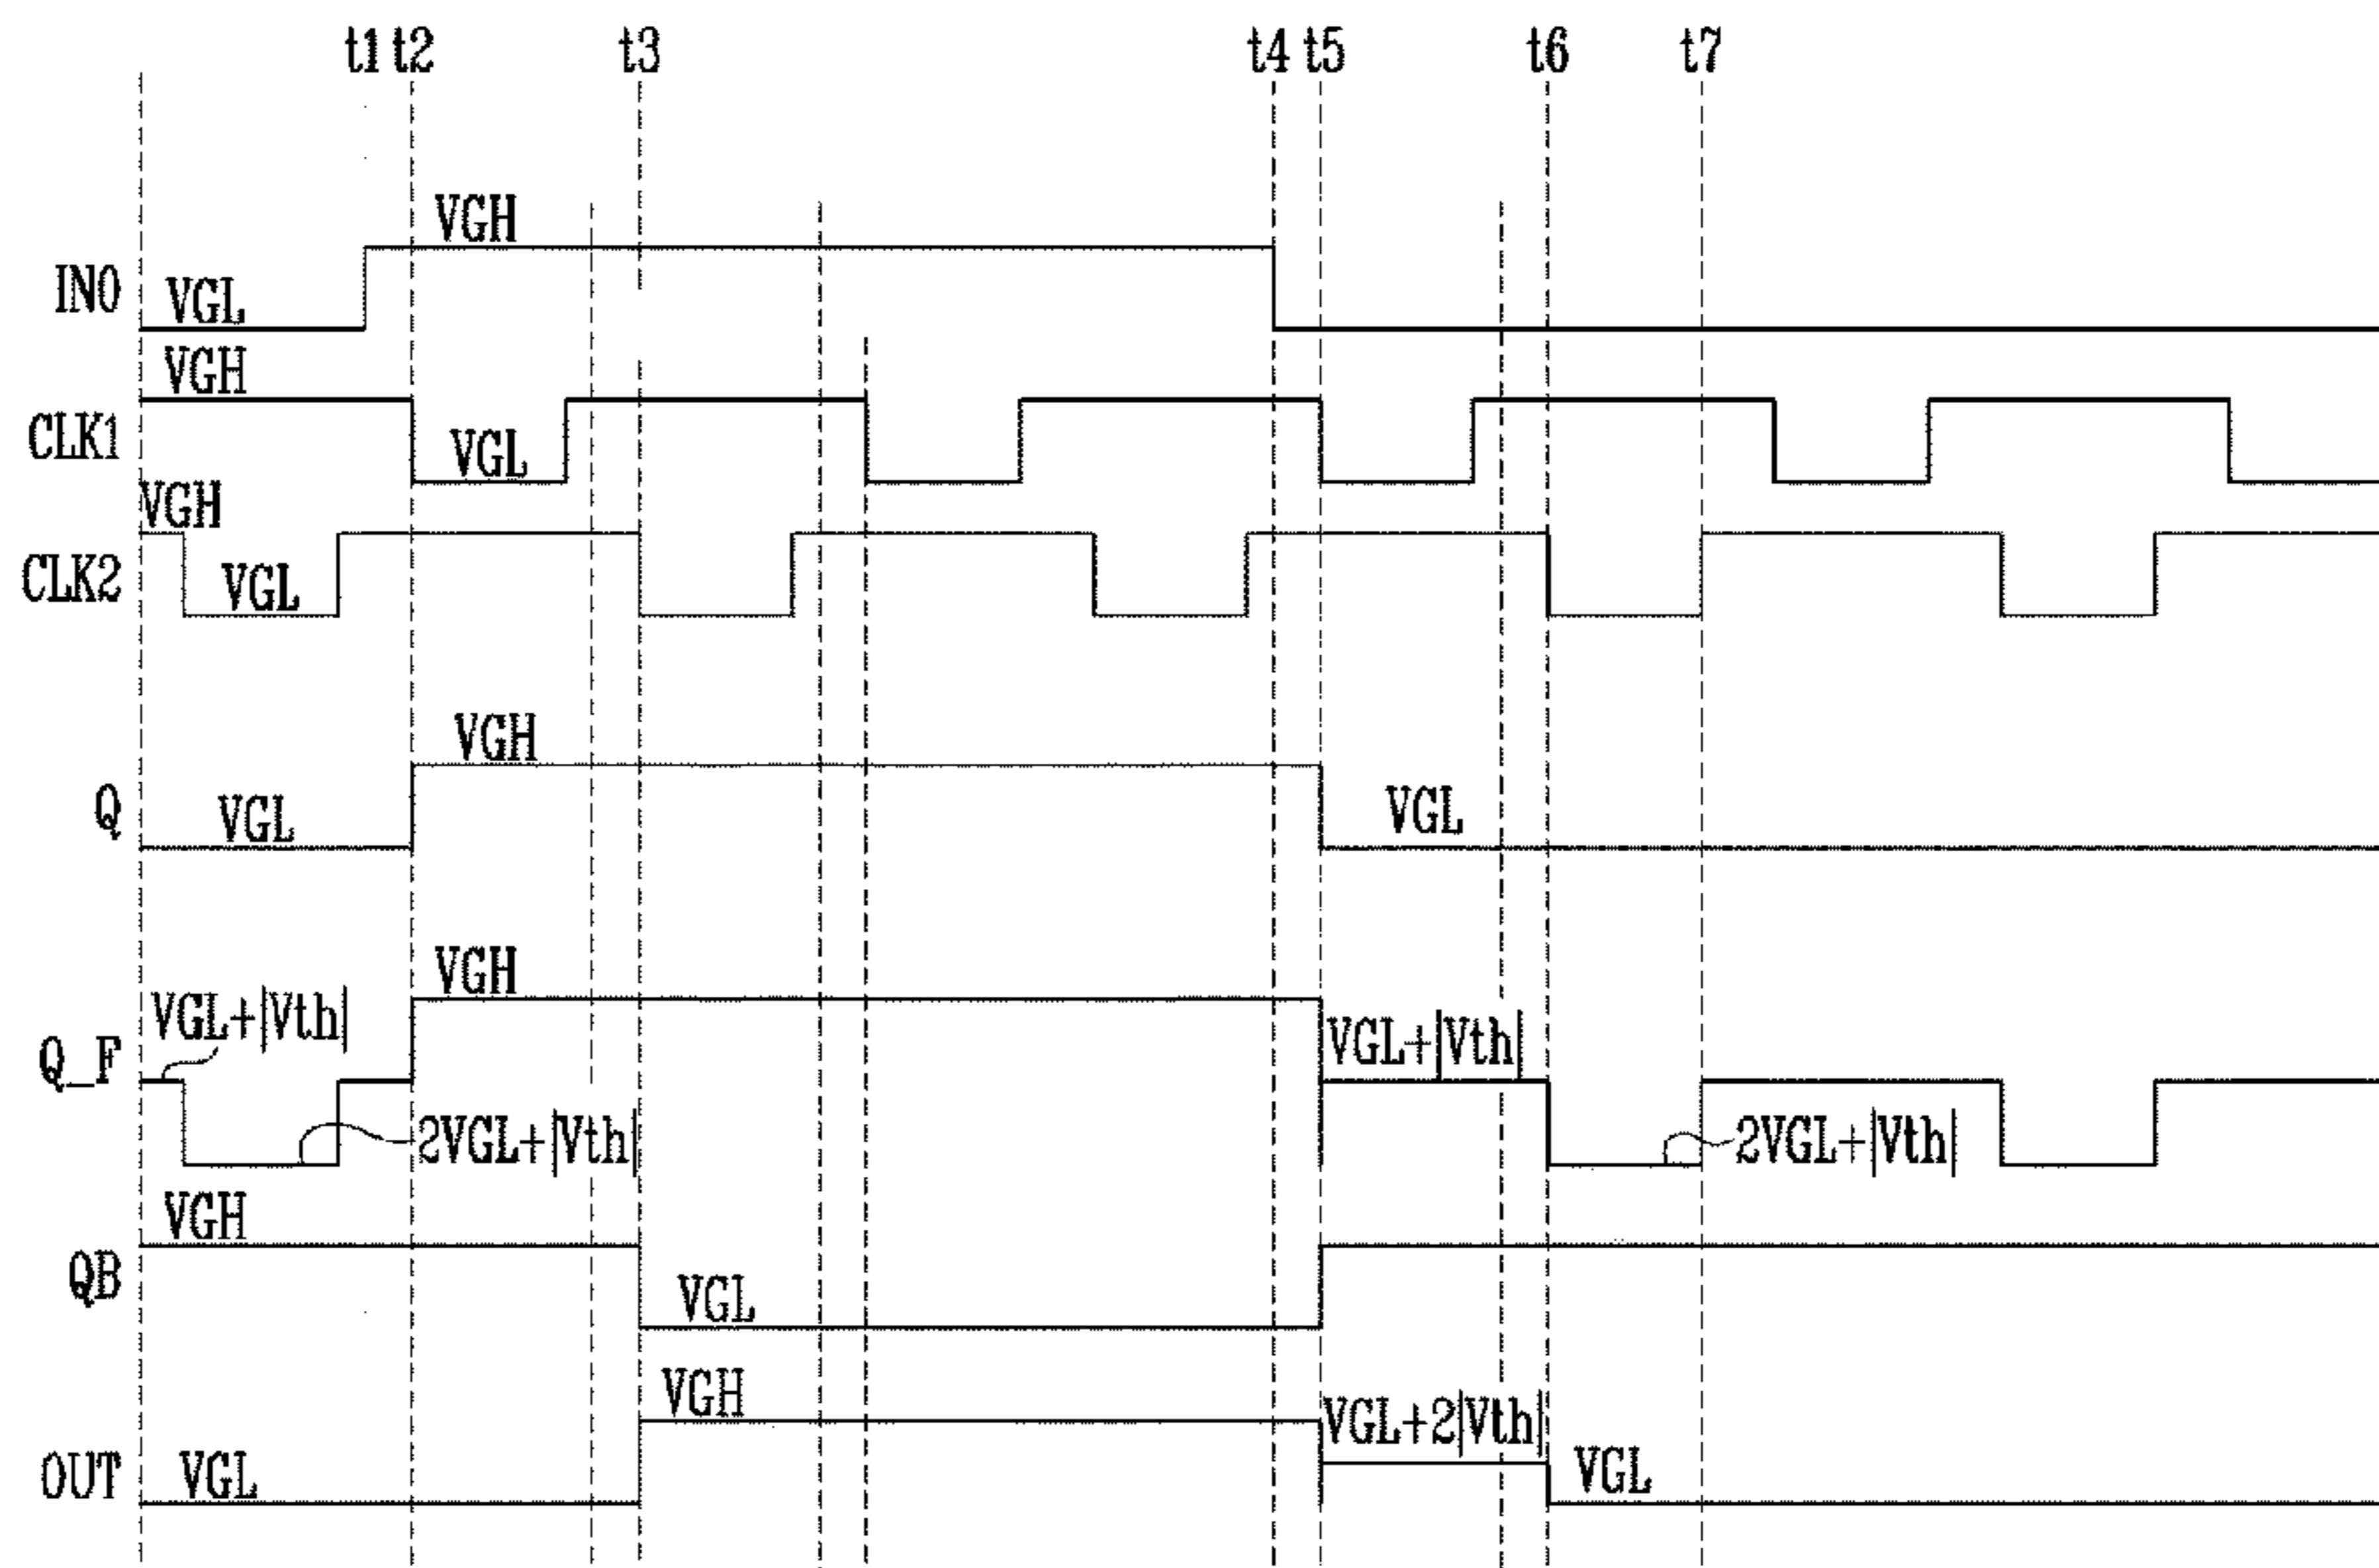 t1 t2 t3 t4 t5 t6 t7
VGH
IN0 VGL
VGH
CLK1 VGL
VGH
CLK2 VGL
VGH
Q VGL VGL
VGH
VGL+|Vth| VGL+|Vth|
Q_F
2VGL+|Vth| 2VGL+|Vth|
VGH
QB VGL
VGH VGL+2|Vth|
OUT VGL VGL